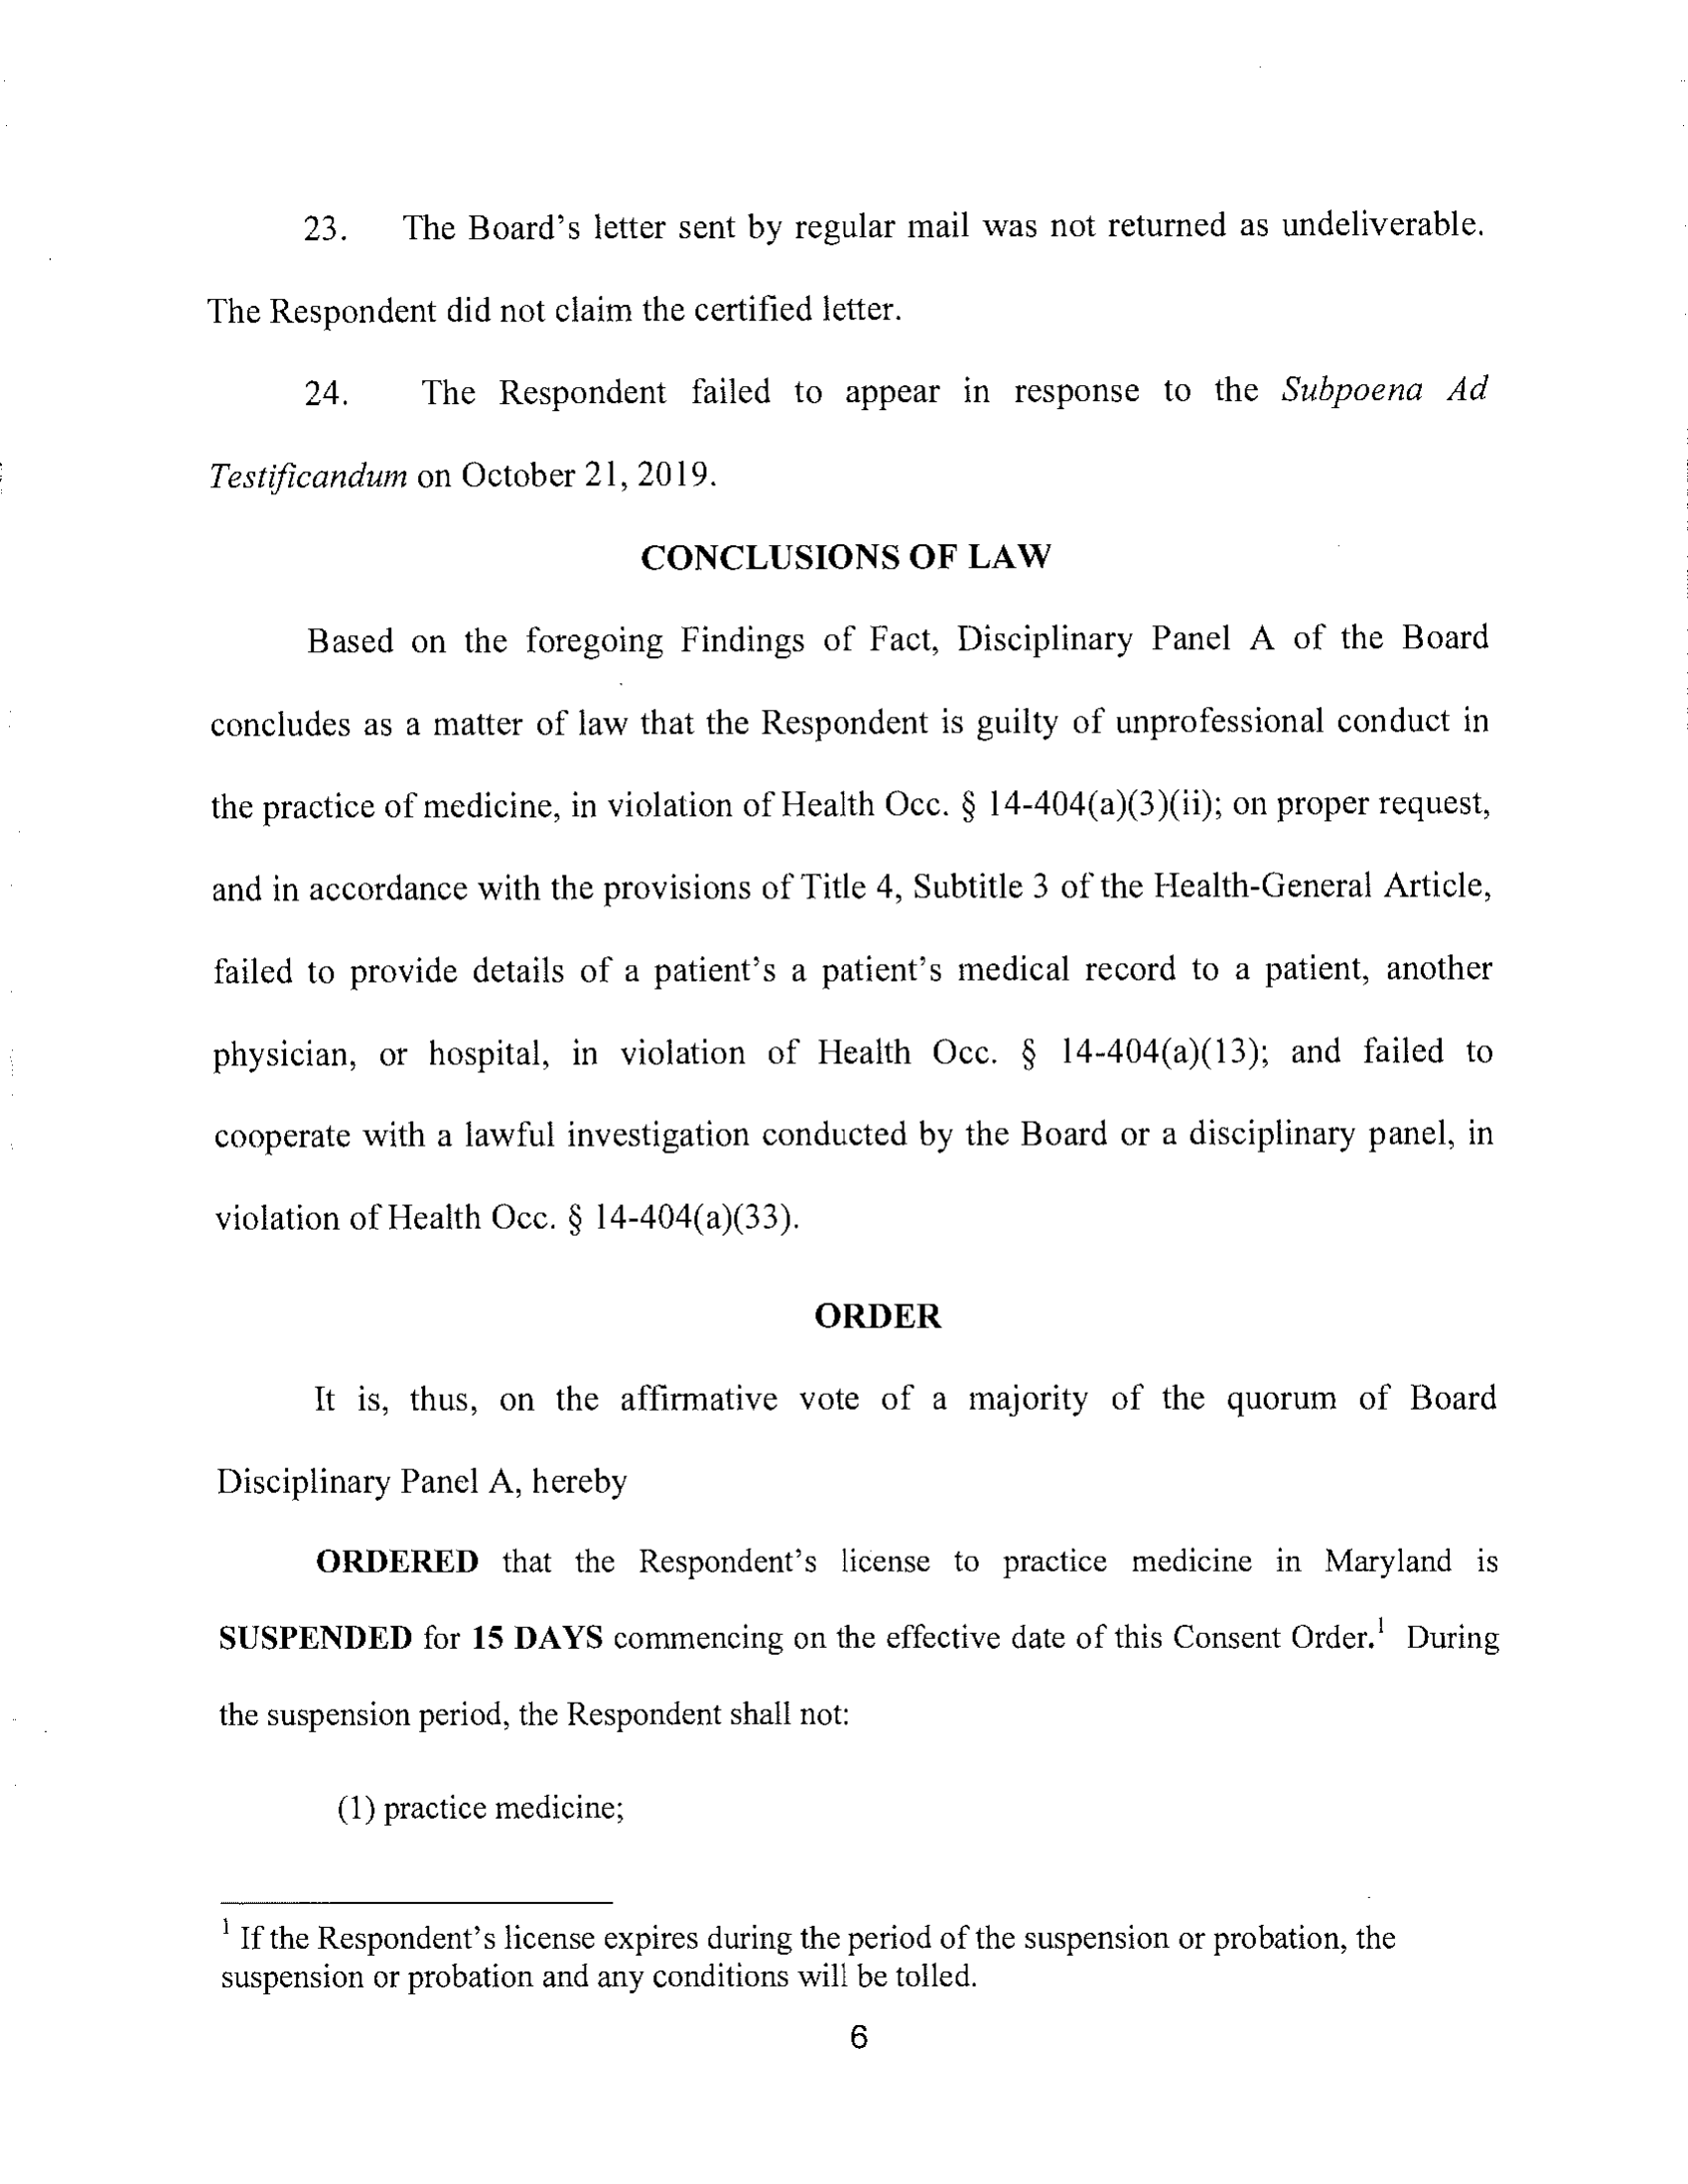 23. The Board's letter sent by regular mail was not returned as undeliverable.
The Respondent did not claim the certified letter.
24. The Respondent failed to appear in response to the Subpoena Ad
Testificandum on October 21, 2019.
CONCLUSIONS OF LAW
Based on the foregoing Findings of Fact, Disciplinary Panel A of the Board
concludes as a matter of law that the Respondent is guilty of unprofessional conduct in
the practice of medicine, in violation of Health Occ. § 14-404(a)(3)(ii); on proper request,
and in accordance with the provisions of Title 4, Subtitle 3 of the Health-General Article,
failed to provide details of a patient's a patient's medical record to a patient, another
physician, or hospital, in violation of Health Occ. § 14-404(a)(13); and failed to
cooperate with a lawful investigation conducted by the Board or a disciplinary panel, in
violation of Health Occ. § 14-404(a)(33).
ORDER
It is, thus, on the affirmative vote of a majority of the quorum of Board
Disciplinary Panel A, hereby
ORDERED that the Respondent's license to practice medicine in Maryland is
SUSPENDED for 15 DAYS commencing on the effective date of this Consent Order.¹ During
the suspension period, the Respondent shall not:
(1) practice medicine;
¹ If the Respondent's license expires during the period of the suspension or probation, the
suspension or probation and any conditions will be tolled.
6